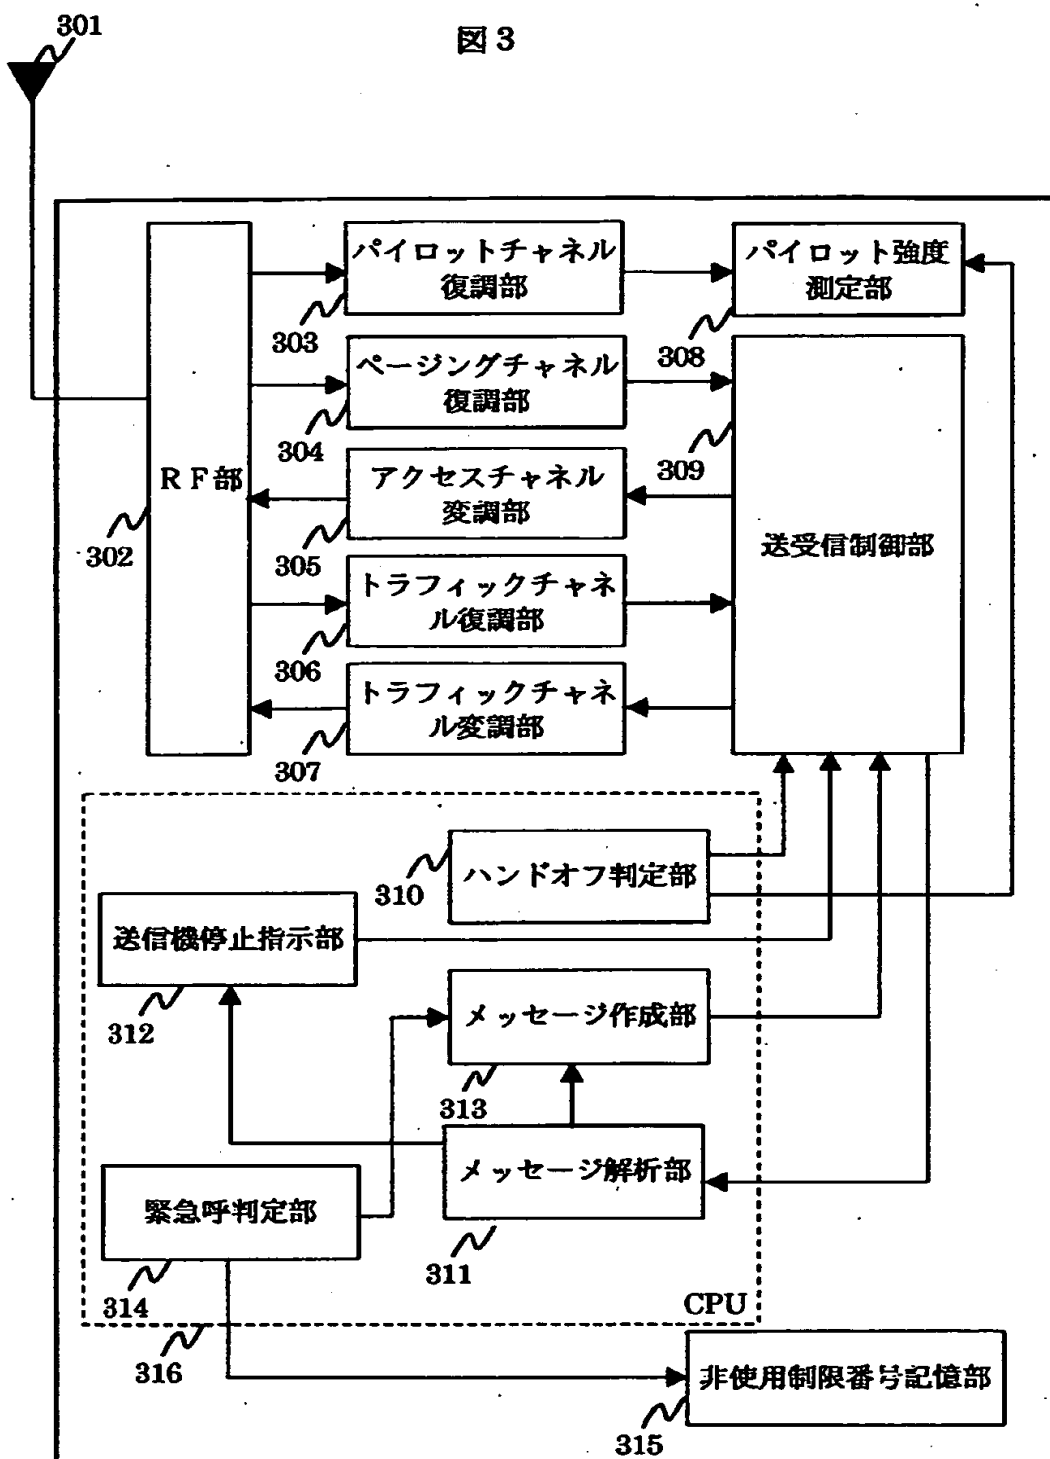 301
図３
パイロットチャネル
復調部
パイロット強度
測定部
303
308
ページングチャネル
復調部
304
309
ＲＦ部
302
アクセスチャネル
変調部
305
送受信制御部
トラフィックチャネ
ル復調部
306
トラフィックチャネ
ル変調部
307
ハンドオフ判定部
310
送信機停止指示部
312
メッセージ作成部
313
メッセージ解析部
311
緊急呼判定部
314
CPU
316
非使用制限番号記憶部
315